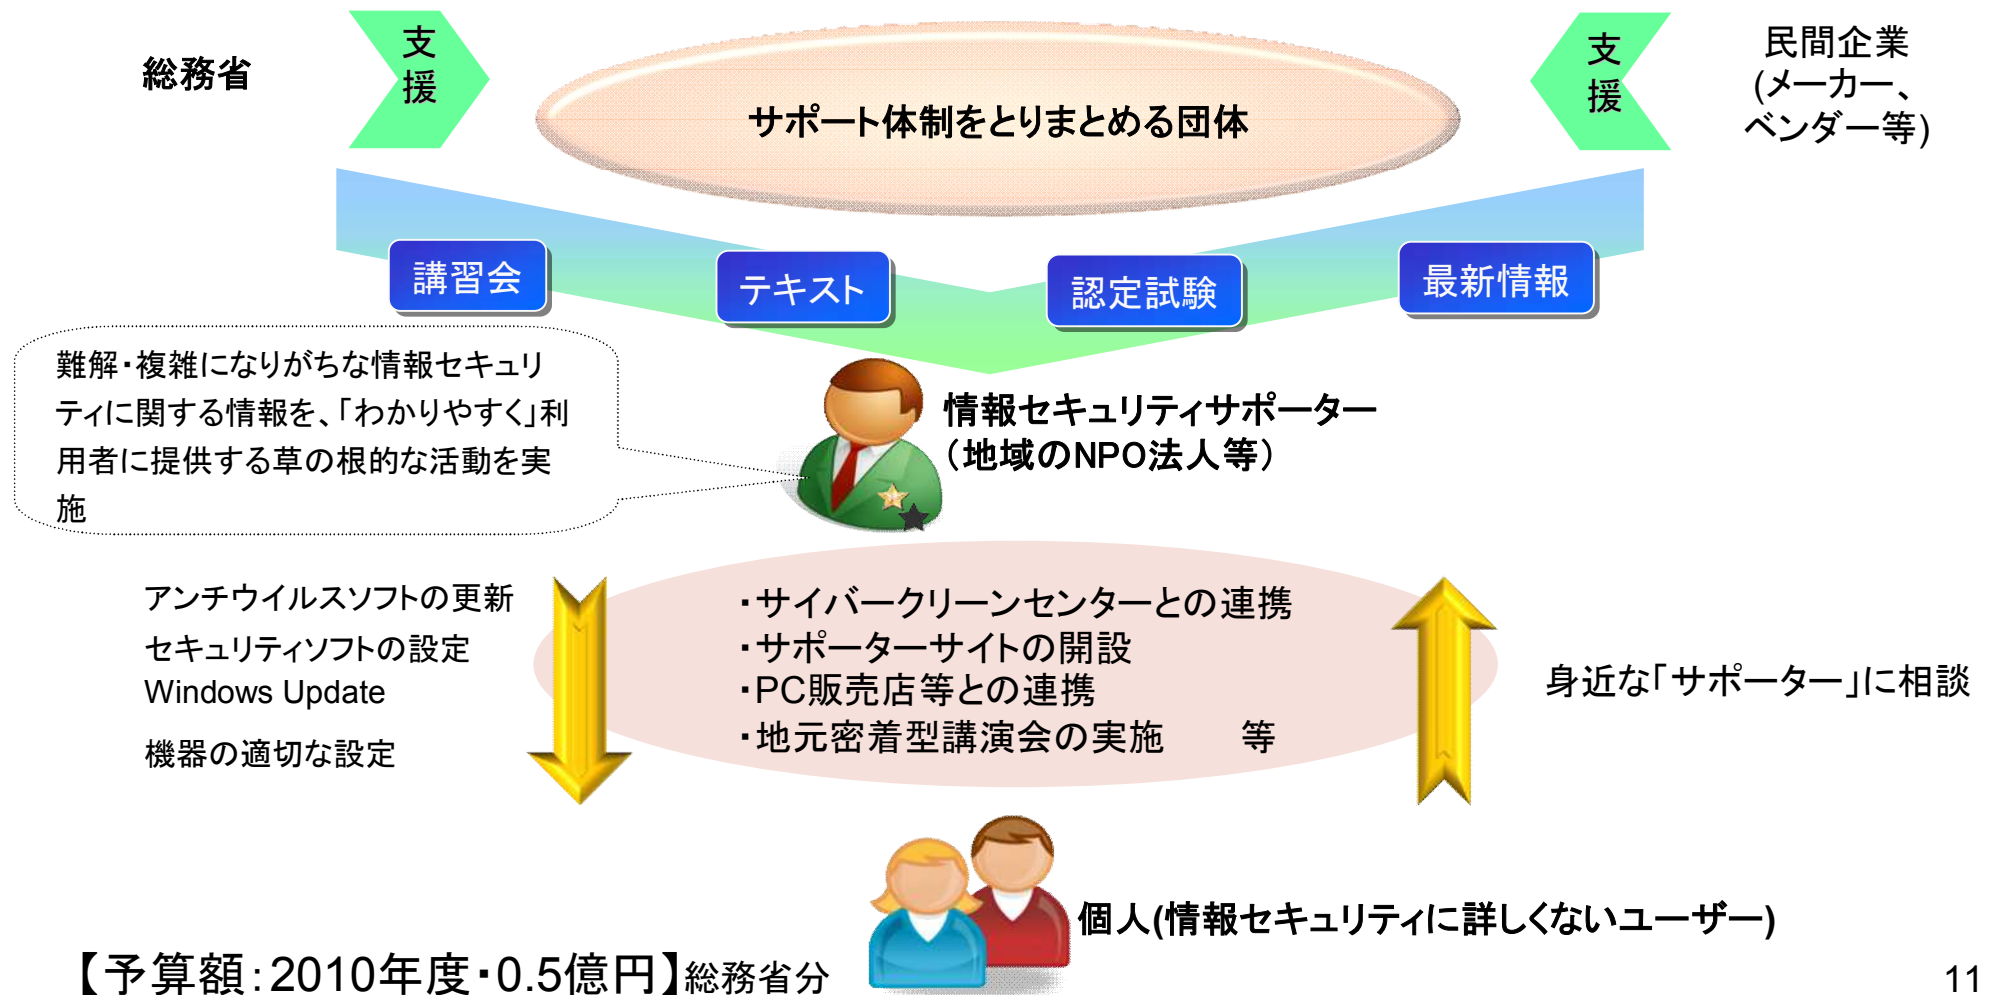 総務省
支援
サポート体制をとりまとめる団体
支援
民間企業
(メーカー、
ベンダー等)
講習会
テキスト
認定試験
最新情報
難解・複雑になりがちな情報セキュリ
ティに関する情報を、「わかりやすく」利
用者に提供する草の根的な活動を実
施
情報セキュリティサポーター
（地域のNPO法人等）
アンチウイルスソフトの更新
セキュリティソフトの設定
Windows Update
機器の適切な設定
・サイバークリーンセンターとの連携
・サポーターサイトの開設
・PC販売店等との連携
・地元密着型講演会の実施　　等
身近な「サポーター」に相談
個人(情報セキュリティに詳しくないユーザー)
【予算額：2010年度・0.5億円】総務省分
11